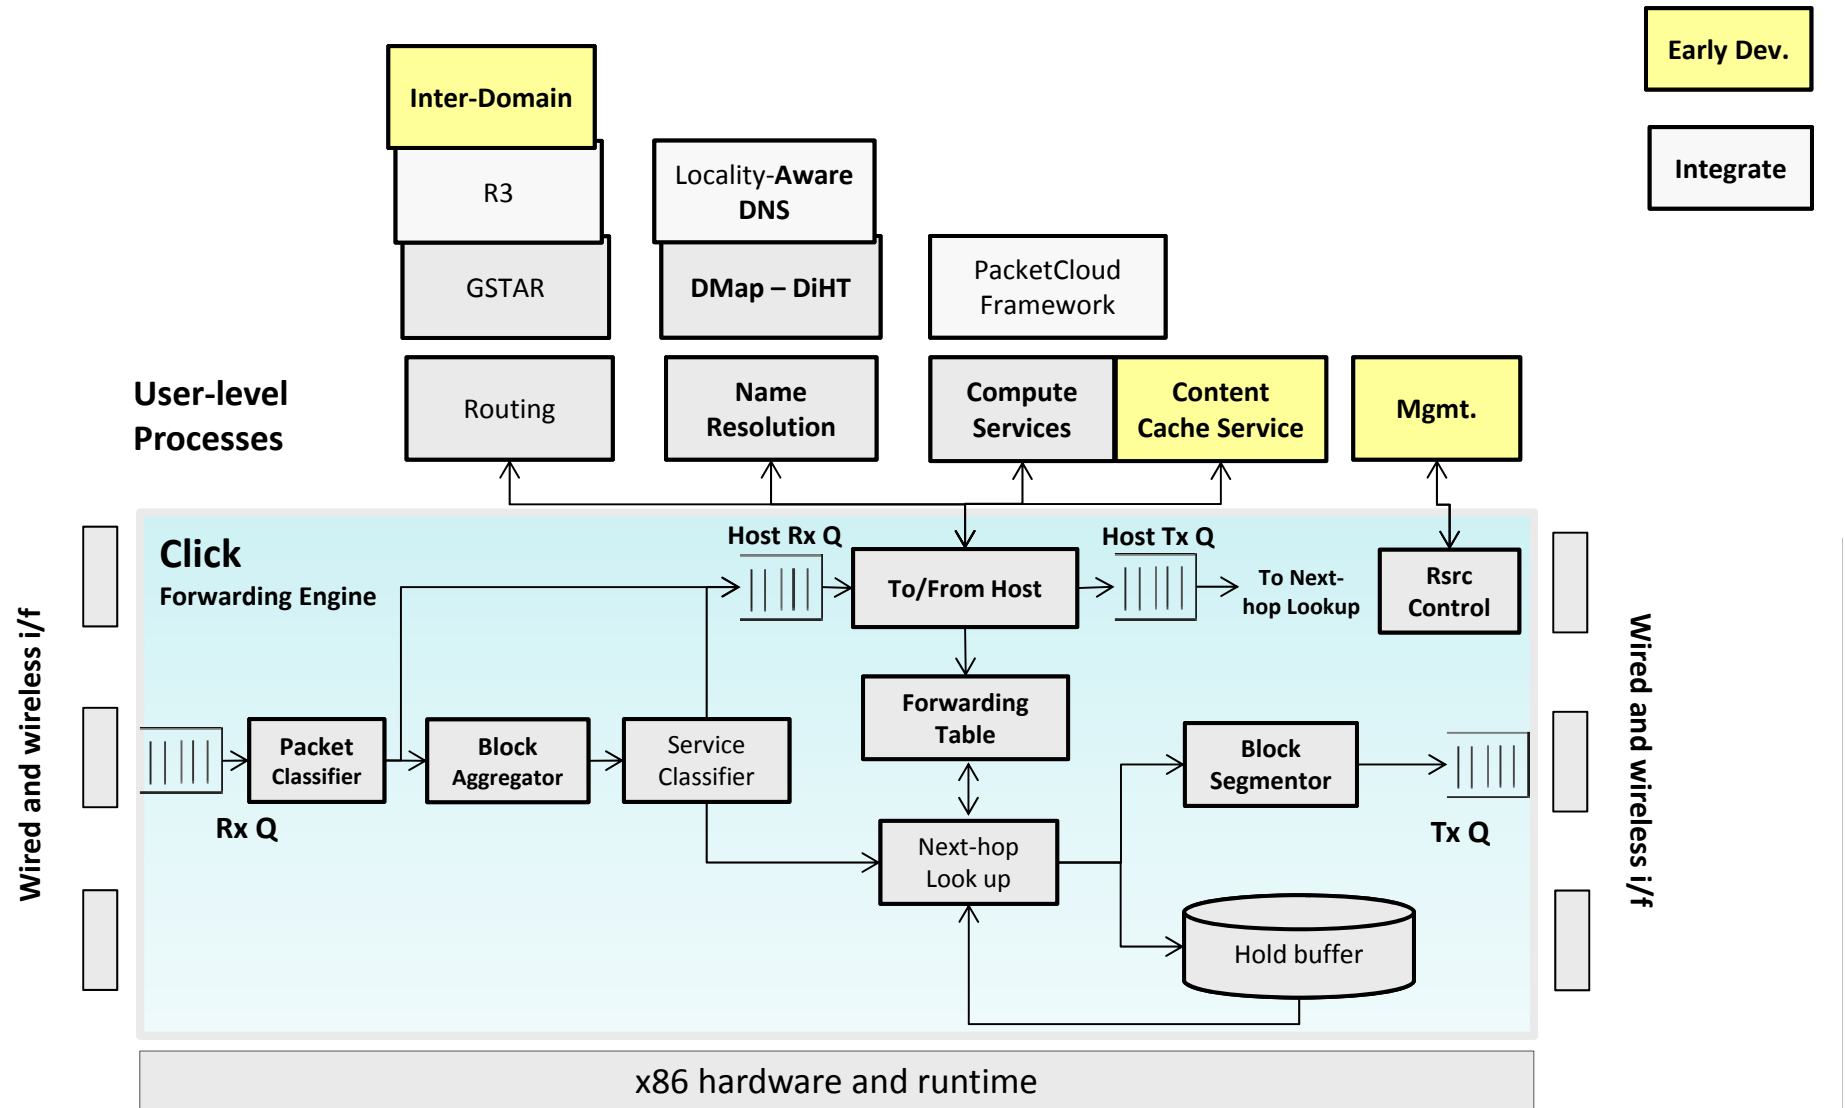 Early Dev.
Integrate
Inter-Domain
R3
GSTAR
Routing
Locality-Aware
DNS
DMap – DiHT
Name
Resolution
PacketCloud
Framework
Compute
Services
Content
Cache Service
Mgmt.
User-level
Processes
Click
Forwarding Engine
Host Rx Q
To/From Host
Host Tx Q
To Next-
hop Lookup
Rsrc
Control
Wired and wireless i/f
Rx Q
Packet
Classifier
Block
Aggregator
Service
Classifier
Forwarding
Table
Next-hop
Look up
Block
Segmentor
Tx Q
Hold buffer
Wired and wireless i/f
x86 hardware and runtime